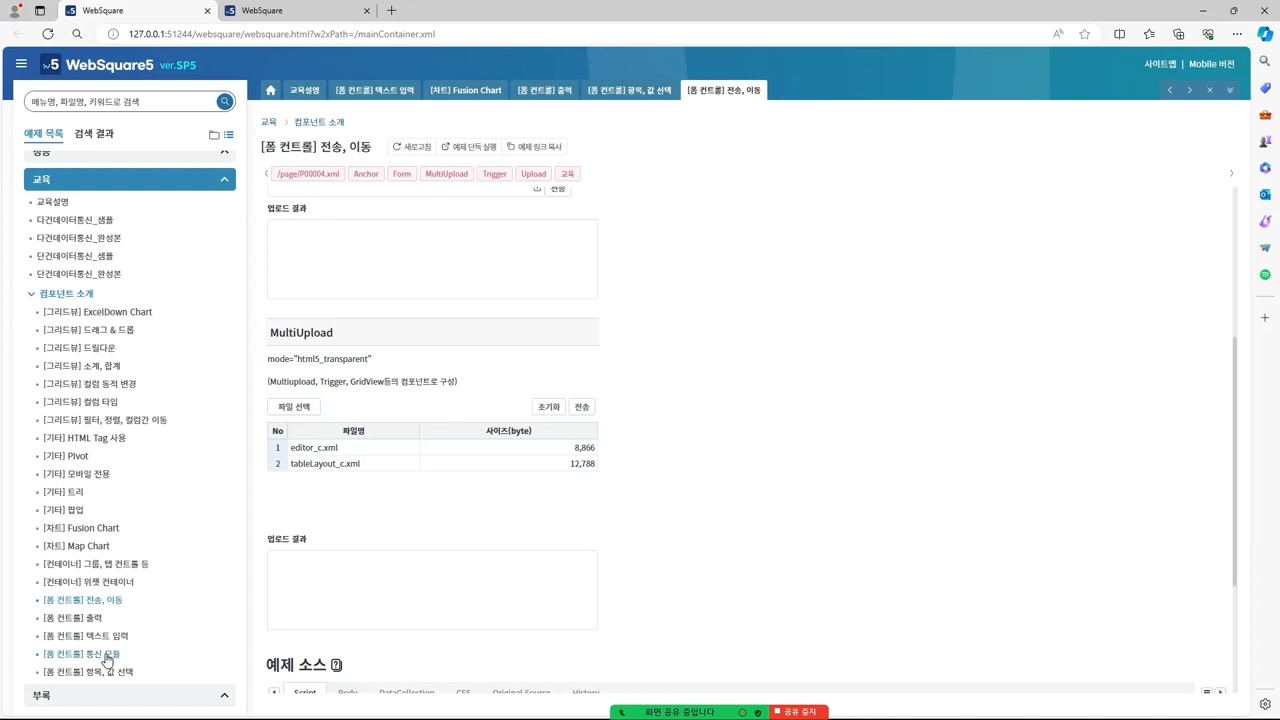 WebSquare
WebSquare
127.0.0.1:51244/websquare/websquare.html?w2xPath=/mainContainer.xml
W5 WebSquare5 ver.SP5
사이트맵 | Mobile 버전
메뉴명, 파일명, 키워드로 검색
교육설명
[폼 컨트롤] 텍스트 입력
[차트] Fusion Chart
[폼 컨트롤] 출력
[폼 컨트롤] 항목, 값 선택
[폼 컨트롤] 전송, 이동
예제 목록 검색 결과
교육
교육설명
다건데이터통신_샘플
다건데이터통신_완성본
단건데이터통신_샘플
단건데이터통신_완성본
컴포넌트 소개
[그리드뷰] ExcelDown Chart
[그리드뷰] 드래그 & 드롭
[그리드뷰] 드릴다운
[그리드뷰] 소계, 합계
[그리드뷰] 컬럼 동적 변경
[그리드뷰] 컬럼 타입
[그리드뷰] 필터, 정렬, 컬럼간 이동
[기타] HTML Tag 사용
[기타] PIvot
[기타] 모바일 전용
[기타] 트리
[기타] 팝업
[차트] Fusion Chart
[차트] Map Chart
[컨테이너] 그룹, 탭 컨트롤 등
[컨테이너] 위젯 컨테이너
[폼 컨트롤] 전송, 이동
[폼 컨트롤] 출력
[폼 컨트롤] 텍스트 입력
[폼 컨트롤] 통신 모듈
[폼 컨트롤] 항목, 값 선택
부록
교육 > 컴포넌트 소개
[폼 컨트롤] 전송, 이동
새로고침
예제 단독 실행
예제 링크 복사
/page/P00004.xml
Anchor
Form
MultiUpload
Trigger
Upload
교육
전송
업로드 결과
MultiUpload
mode="html5_transparent"
(Multiupload, Trigger, GridView등의 컴포넌트로 구성)
파일 선택
초기화
전송
No 파일명 사이즈(byte)
1 editor_c.xml 8,866
2 tableLayout_c.xml 12,788
업로드 결과
예제 소스
Script
Body
DataCollection
CSS
Original Source
History
화면 공유 중입니다
공유 중지